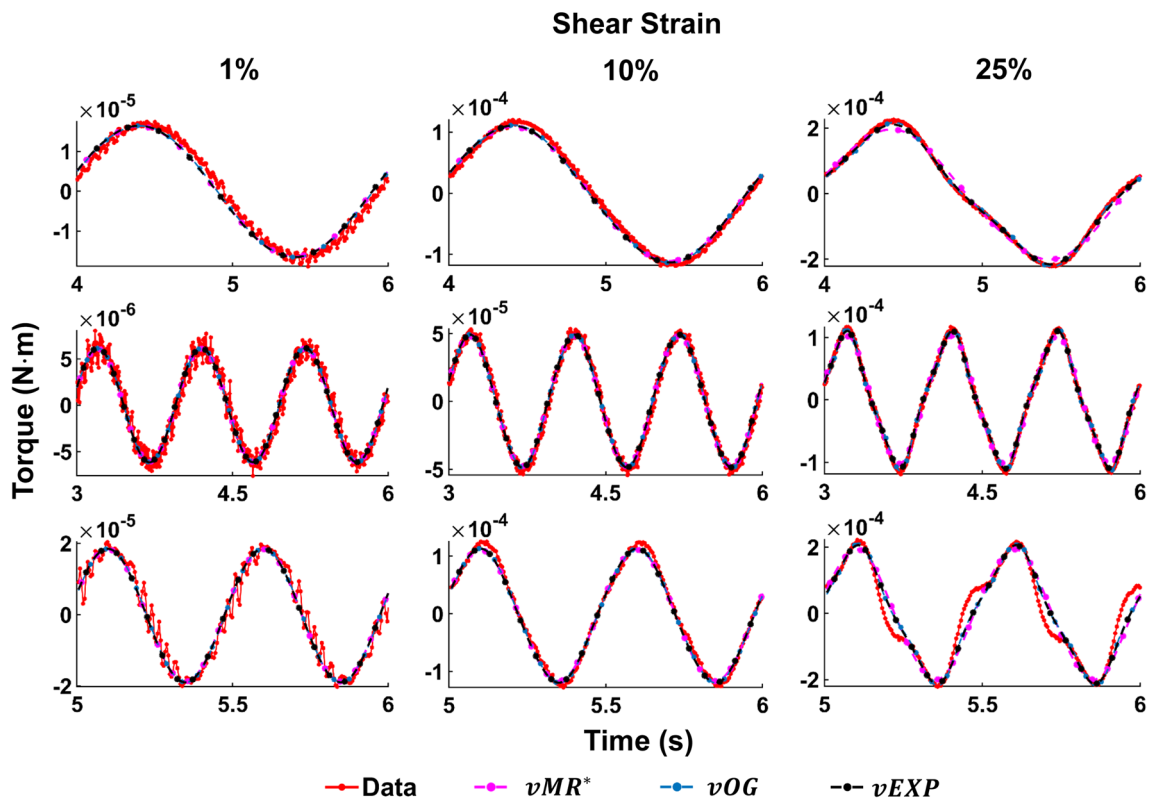 Shear Strain
1% 10% 25%
×10⁻⁵ ×10⁻⁴ ×10⁻⁴
1 0 -1
4 5 6
1 0 -1
4 5 6
2 0 -2
4 5 6
×10⁻⁶ ×10⁻⁵ ×10⁻⁴
5 0 -5
3 4.5 6
5 0 -5
3 4.5 6
1 0 -1
3 4.5 6
×10⁻⁵ ×10⁻⁴ ×10⁻⁴
2 0 -2
5 5.5 6
1 0 -1
5 5.5 6
2 0 -2
5 5.5 6
Torque (N·m)
Time (s)
Data vMR* vOG vEXP